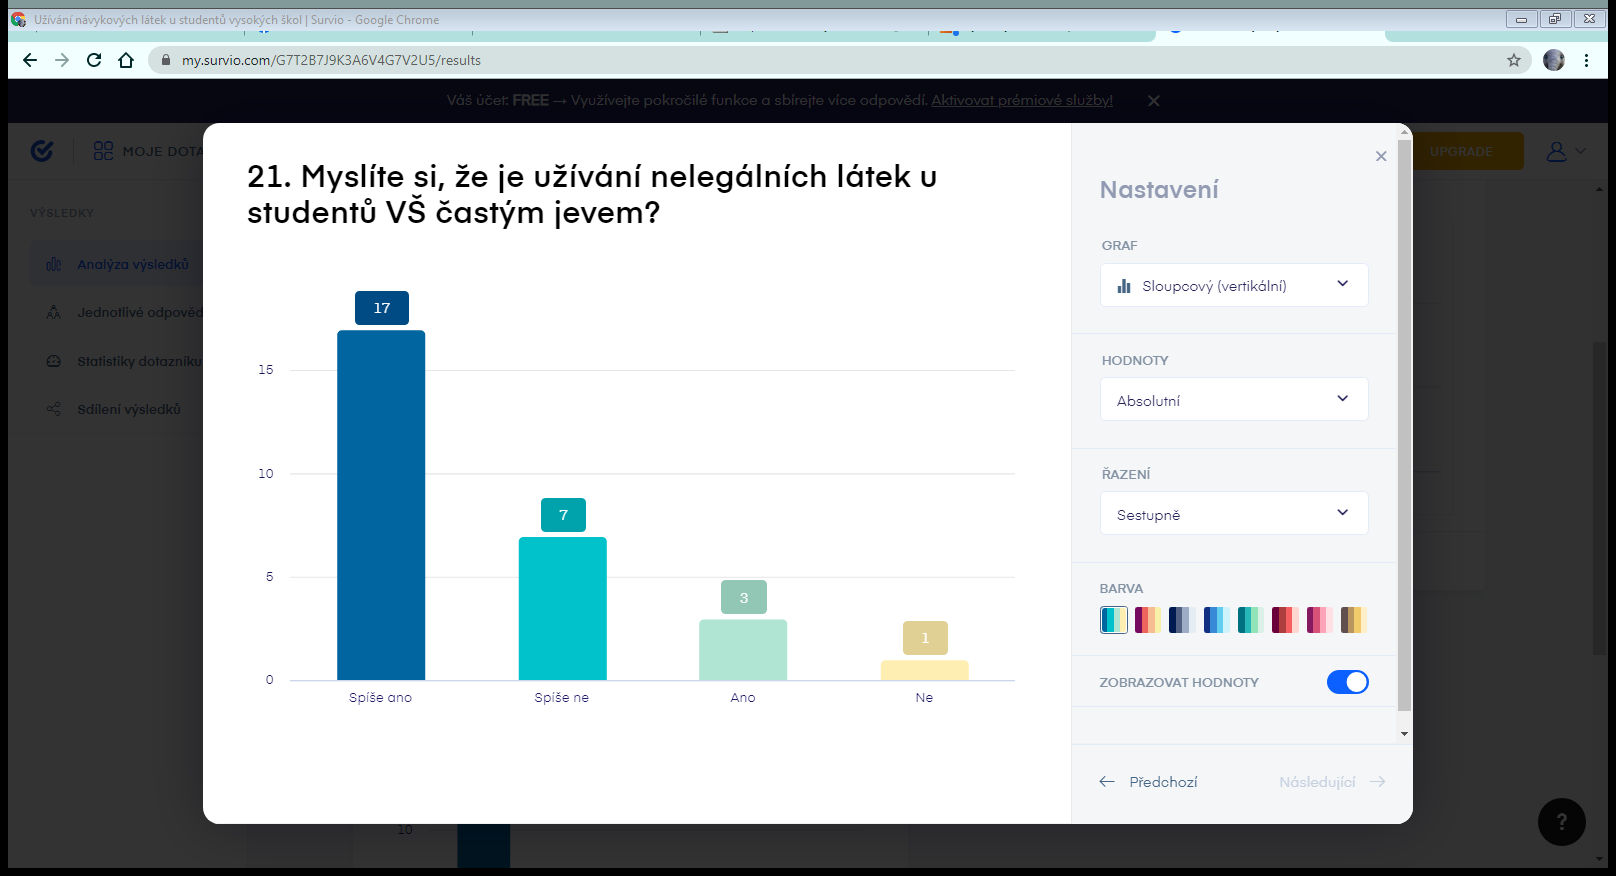 Užívání návykových látek u studentů vysokých škol | Survio - Google Chrome
my.survio.com/G7T2B7J9K3A6V4G7V2U5/results
Váš účet: FREE → Využívejte pokročilé funkce a sbírejte více odpovědí. Aktivovat prémiové služby!
MOJE DOTA
UPGRADE
VÝSLEDKY
Analýza výsledků
Jednotlivé odpověd
Statistiky dotazníku
Sdílení výsledků
21. Myslíte si, že je užívání nelegálních látek u
studentů VŠ častým jevem?
17
15
10
7
5
3
1
0
Spíše ano
Spíše ne
Ano
Ne
Nastavení
GRAF
Sloupcový (vertikální)
HODNOTY
Absolutní
ŘAZENÍ
Sestupně
BARVA
ZOBRAZOVAT HODNOTY
Předchozí
Následující
10
?